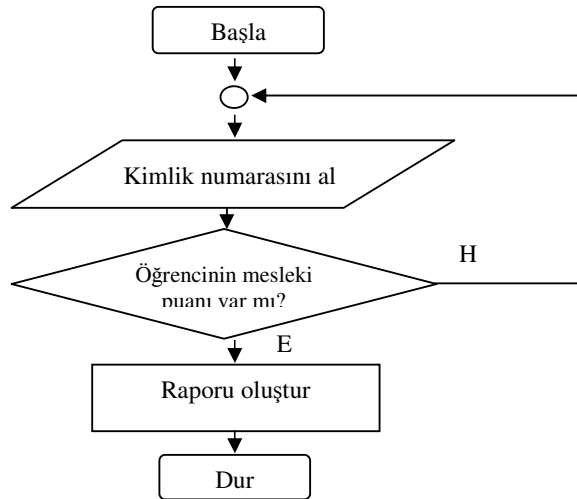 Başla
Kimlik numarasını al
Öğrencinin mesleki
puanı var mı?
H
E
Raporu oluştur
Dur